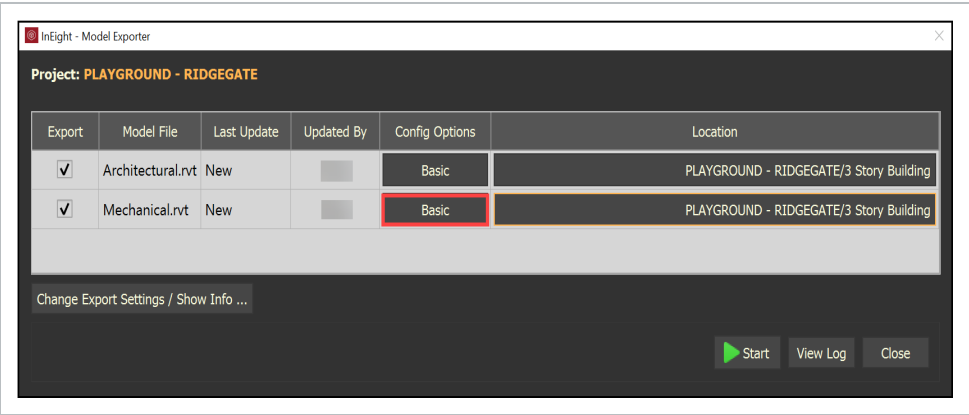 InEight - Model Exporter
Project: PLAYGROUND - RIDGEGATE
Export Model File Last Update Updated By Config Options Location
Architectural.rvt New Basic PLAYGROUND - RIDGEGATE/3 Story Building
Mechanical.rvt New Basic PLAYGROUND - RIDGEGATE/3 Story Building
Change Export Settings / Show Info ...
Start View Log Close